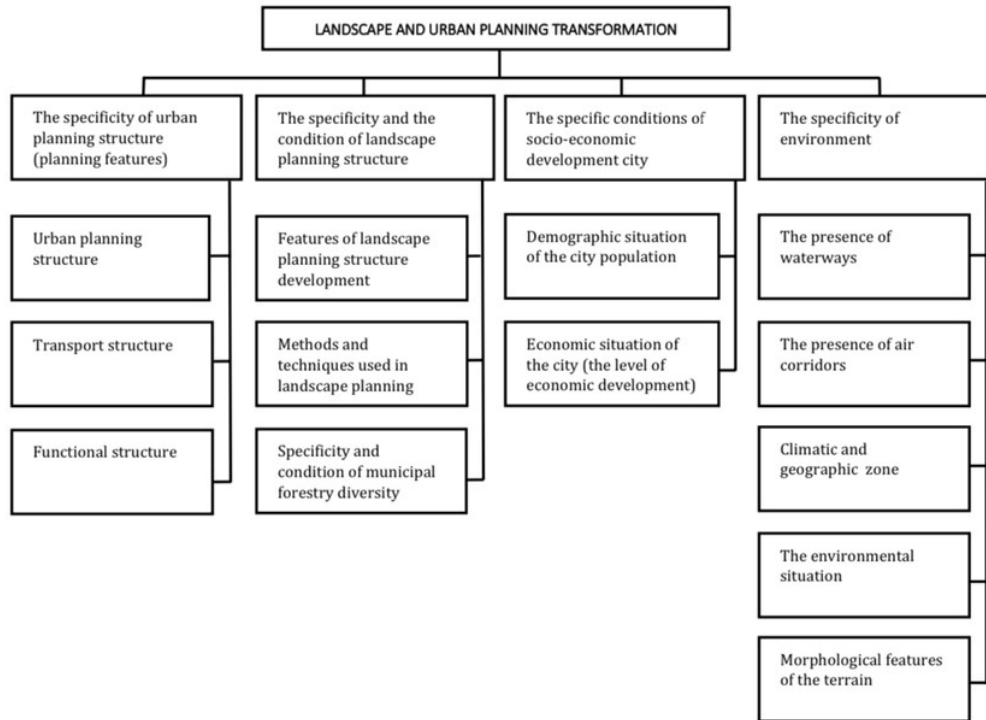 LANDSCAPE AND URBAN PLANNING TRANSFORMATION
The specificity of urban
planning structure
(planning features)
Urban planning
structure
Transport structure
Functional structure
The specificity and the
condition of landscape
planning structure
Features of landscape
planning structure
development
Methods and
techniques used in
landscape planning
Specificity and
condition of municipal
forestry diversity
The specific conditions of
socio-economic
development city
Demographic situation
of the city population
Economic situation of
the city (the level of
economic development)
The specificity of
environment
The presence of
waterways
The presence of air
corridors
Climatic and
geographic zone
The environmental
situation
Morphological features
of the terrain